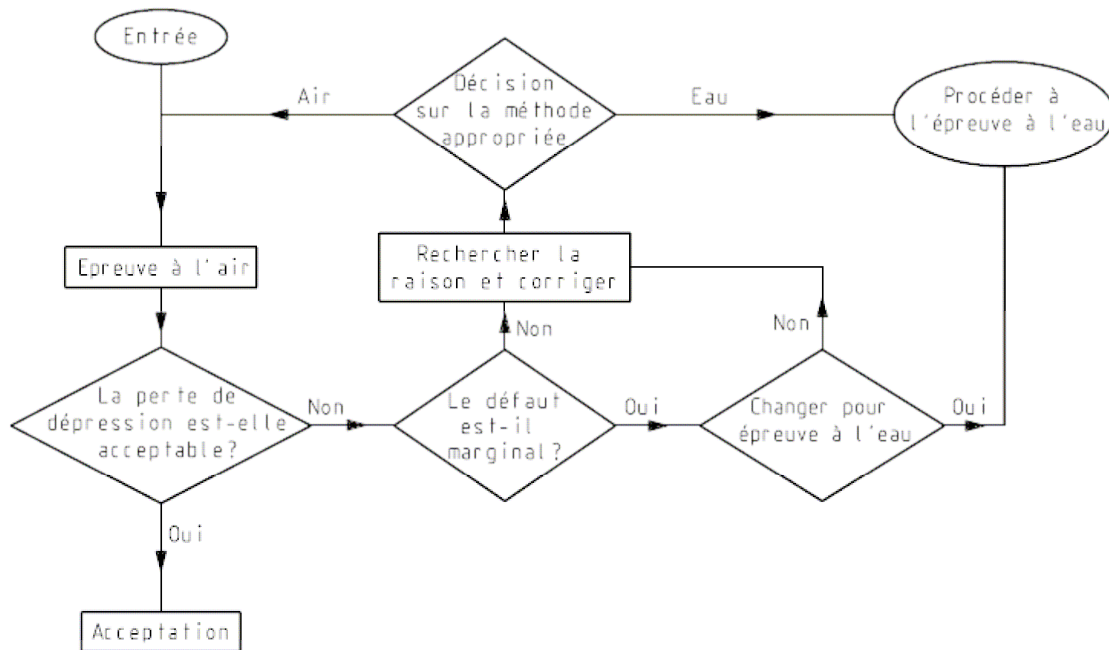 Entrée
Décision
sur la méthode
appropriée
Air
Eau
Procéder à
l'épreuve à l'eau
Epreuve à l'air
Rechercher la
raison et corriger
Non
Non
La perte de
dépression est-elle
acceptable?
Non
Le défaut
est-il
marginal?
Oui
Changer pour
épreuve à l'eau
Oui
Oui
Acceptation